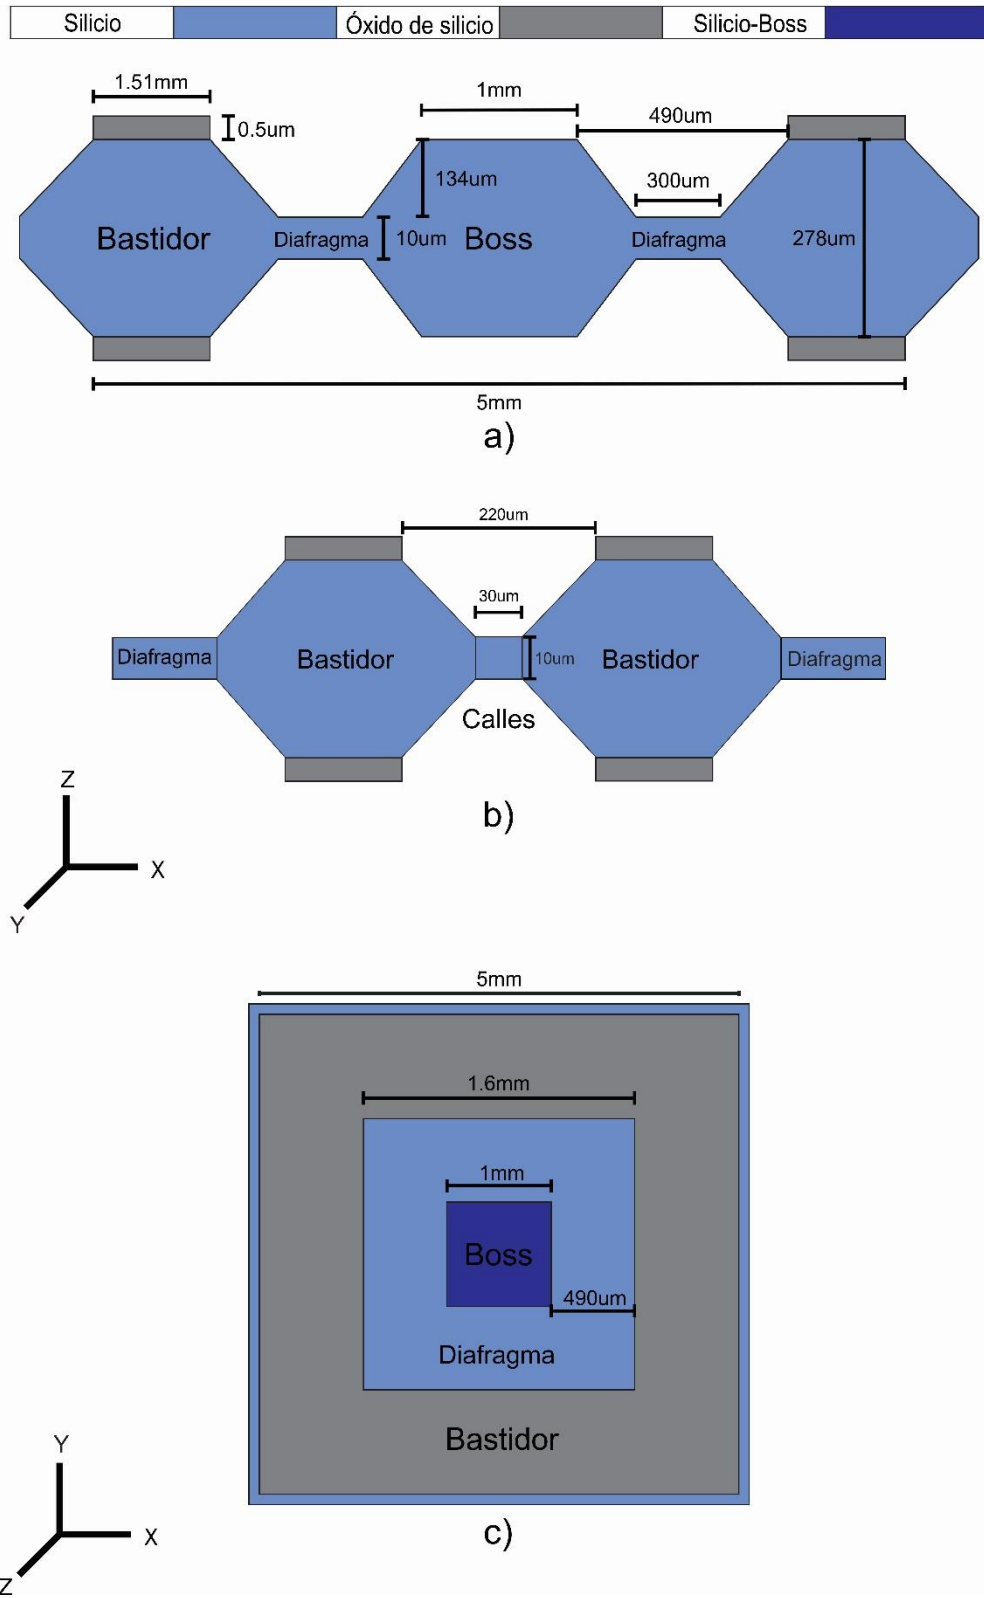 Silicio Óxido de silicio Silicio-Boss
1.51mm
1mm
490um
0.5um
134um
300um
Bastidor
Diafragma
10um
Boss
Diafragma
278um
5mm
a)
220um
30um
Diafragma
Bastidor
10um
Bastidor
Diafragma
Calles
b)
Z
X
Y
5mm
1.6mm
1mm
Boss
490um
Diafragma
Bastidor
Y
X
Z
c)